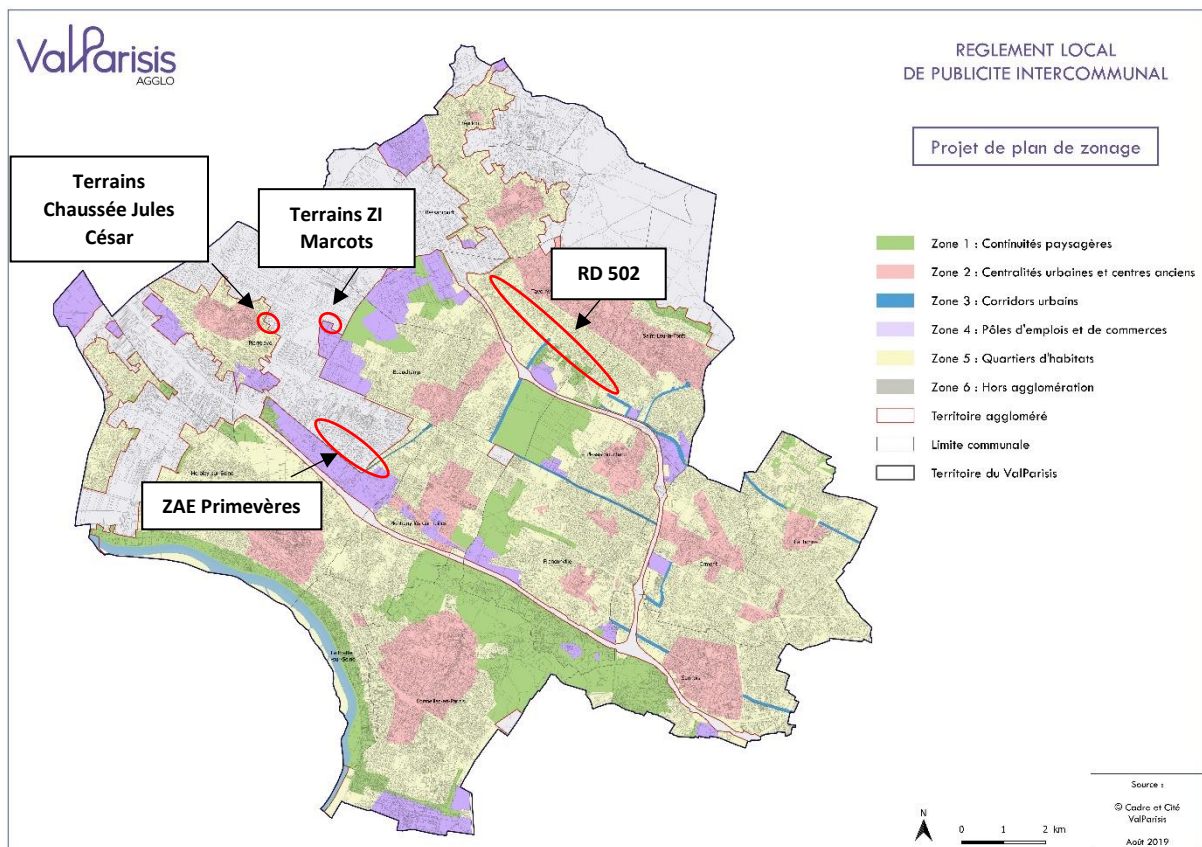 ValParisis
AGGLO
REGLEMENT LOCAL
DE PUBLICITE INTERCOMMUNAL
Projet de plan de zonage
Terrains
Chaussée Jules
César
Terrains ZI
Marcots
RD 502
ZAE Primevères
Zone 1 : Continuités paysagères
Zone 2 : Centralités urbaines et centres anciens
Zone 3 : Corridors urbains
Zone 4 : Pôles d'emplois et de commerces
Zone 5 : Quartiers d'habitats
Zone 6 : Hors agglomération
Territoire aggloméré
Limite communale
Territoire du ValParisis
Bessancourt
Ermont
Source :
© Cadre et Cité
ValParisis
Août 2019
N
0 1 2 km